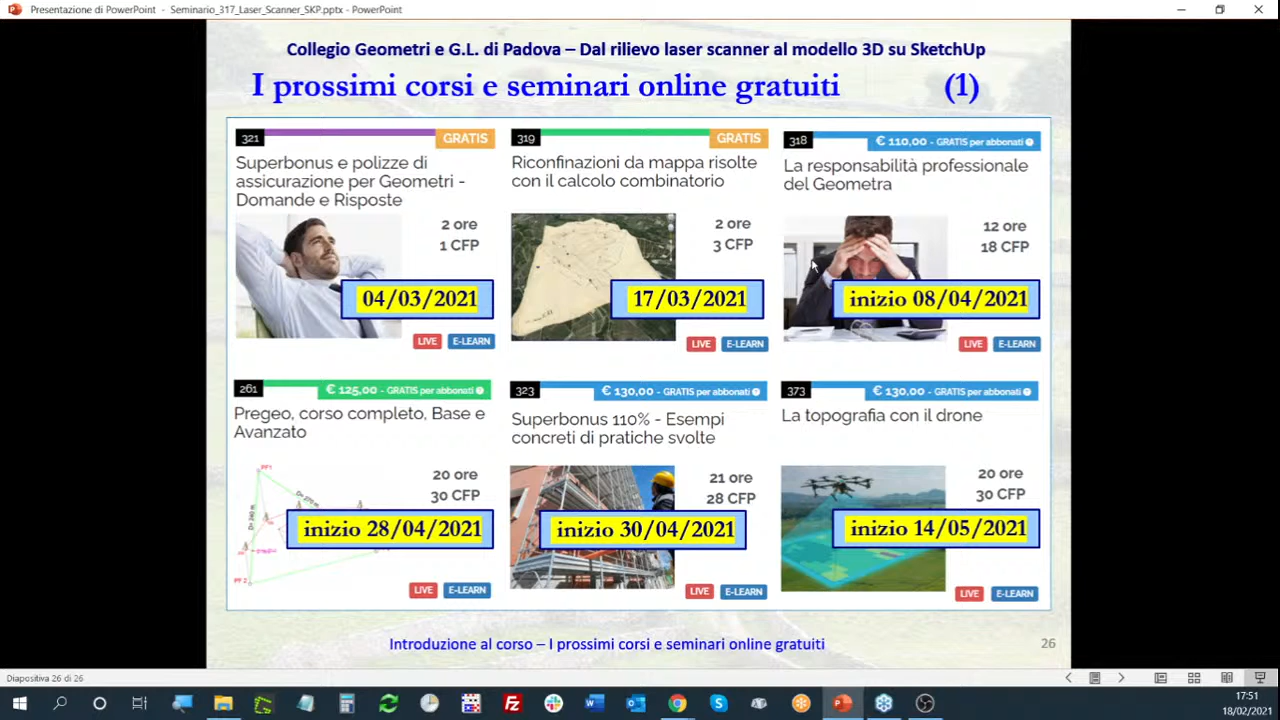 Presentazione di PowerPoint - Seminario_317_Laser_Scanner_SKP.pptx - PowerPoint
Collegio Geometri e G.L. di Padova – Dal rilievo laser scanner al modello 3D su SketchUp
I prossimi corsi e seminari online gratuiti (1)
321 GRATIS
Superbonus e polizze di
assicurazione per Geometri -
Domande e Risposte
2 ore
1 CFP
04/03/2021
LIVE E-LEARN
319 GRATIS
Riconfinazioni da mappa risolte
con il calcolo combinatorio
2 ore
3 CFP
17/03/2021
LIVE E-LEARN
318 € 110,00 - GRATIS per abbonati
La responsabilità professionale
del Geometra
12 ore
18 CFP
inizio 08/04/2021
LIVE E-LEARN
261 € 125,00 - GRATIS per abbonati
Pregeo, corso completo, Base e
Avanzato
20 ore
30 CFP
PF1
PF2
inizio 28/04/2021
LIVE E-LEARN
323 € 130,00 - GRATIS per abbonati
Superbonus 110% - Esempi
concreti di pratiche svolte
21 ore
28 CFP
inizio 30/04/2021
LIVE E-LEARN
373 € 130,00 - GRATIS per abbonati
La topografia con il drone
20 ore
30 CFP
inizio 14/05/2021
LIVE E-LEARN
Introduzione al corso – I prossimi corsi e seminari online gratuiti
26
Diapositiva 26 di 26
17:51
18/02/2021